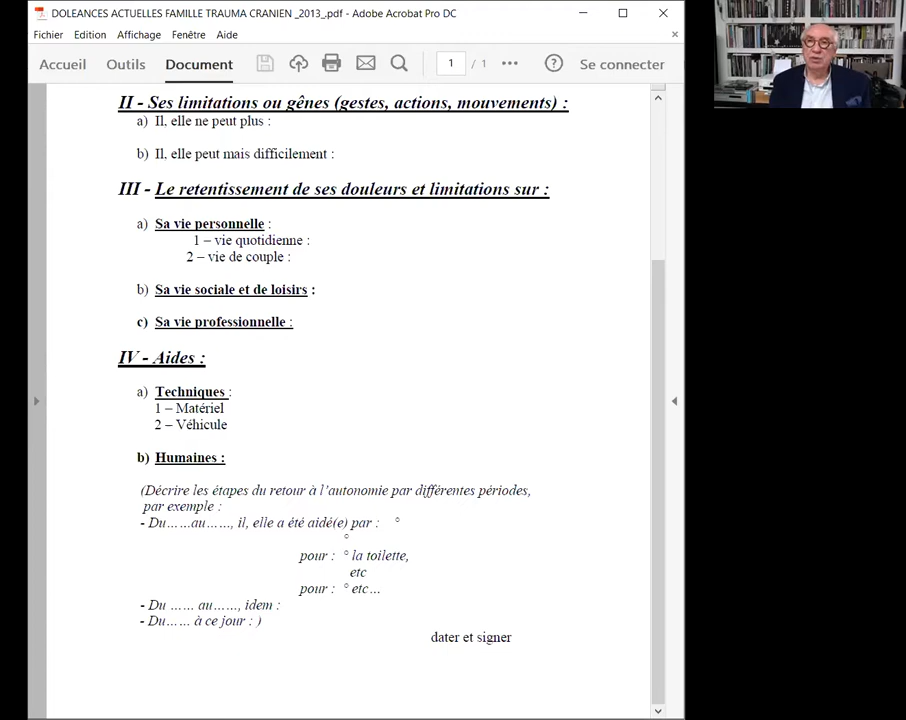 DOLEANCES ACTUELLES FAMILLE TRAUMA CRANIEN _2013_.pdf - Adobe Acrobat Pro DC
Fichier Edition Affichage Fenêtre Aide
Accueil Outils Document 1 / 1 Se connecter
II - Ses limitations ou gênes (gestes, actions, mouvements) :
a) Il, elle ne peut plus :
b) Il, elle peut mais difficilement :
III - Le retentissement de ses douleurs et limitations sur :
a) Sa vie personnelle :
1 – vie quotidienne :
2 – vie de couple :
b) Sa vie sociale et de loisirs :
c) Sa vie professionnelle :
IV - Aides :
a) Techniques :
1 – Matériel
2 – Véhicule
b) Humaines :
(Décrire les étapes du retour à l’autonomie par différentes périodes,
par exemple :
- Du……au……, il, elle a été aidé(e) par : °
°
pour : ° la toilette,
etc
pour : ° etc…
- Du …… au……, idem :
- Du…… à ce jour : )
dater et signer